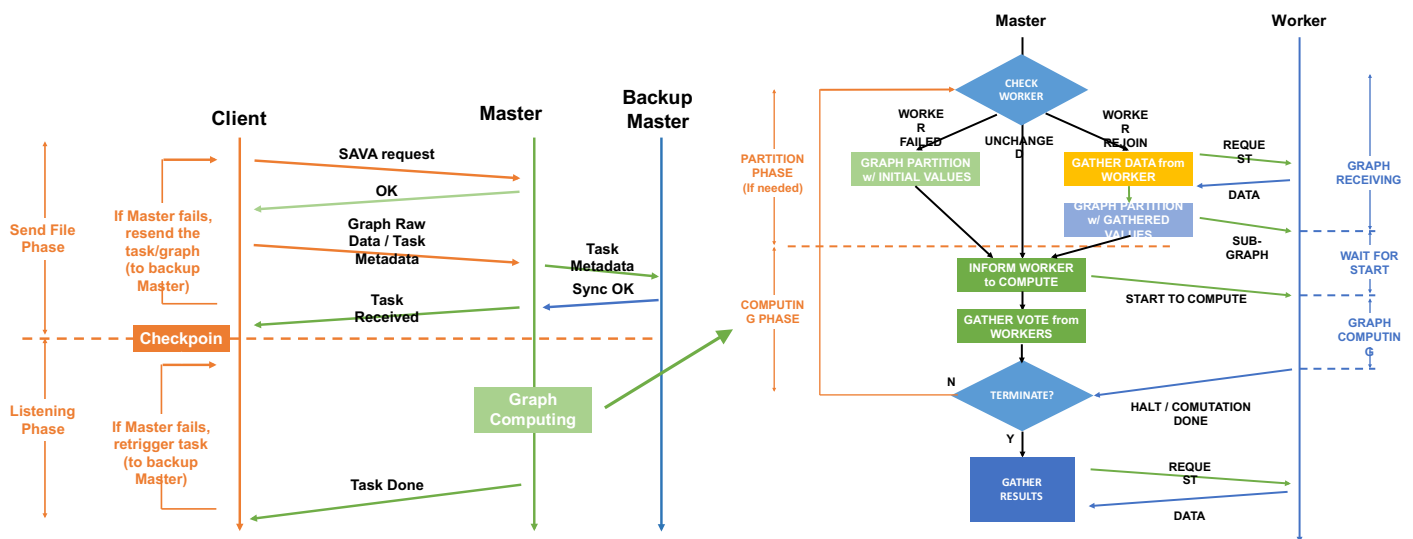 Client
Master
Backup
Master
SAVA request
OK
Graph Raw
Data / Task
Metadata
Task
Metadata
Sync OK
Task
Received
Send File
Phase
If Master fails,
resend the
task/graph
(to backup
Master)
Checkpoin
Listening
Phase
If Master fails,
retrigger task
(to backup
Master)
Graph
Computing
Task Done
Master
Worker
CHECK
WORKER
WORKE
R
FAILED
UNCHANGE
D
WORKE
R
REJOIN
PARTITION
PHASE
(If needed)
GRAPH PARTITION
w/ INITIAL VALUES
GATHER DATA from
WORKER
REQUE
ST
DATA
GRAPH
RECEIVING
GRAPH PARTITION
w/ GATHERED
VALUES
SUB-
GRAPH
WAIT FOR
START
INFORM WORKER
to COMPUTE
START TO COMPUTE
COMPUTIN
G PHASE
GATHER VOTE from
WORKERS
GRAPH
COMPUTIN
G
N
TERMINATE?
HALT / COMUTATION
DONE
Y
GATHER
RESULTS
REQUE
ST
DATA